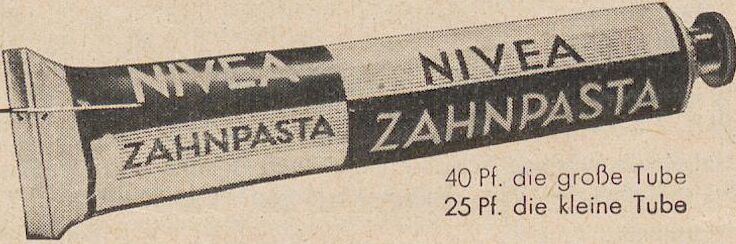 NIVEA NIVEA
ZAHNPASTA ZAHNPASTA
40 Pf. die große Tube
25 Pf. die kleine Tube